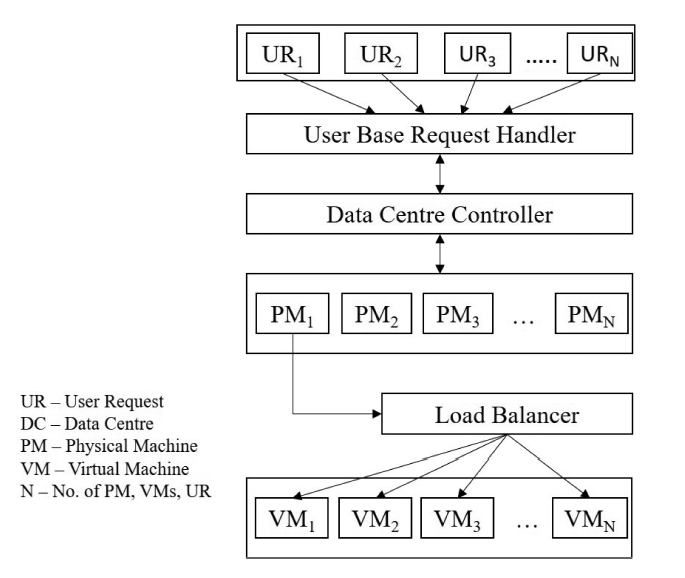 UR₁ UR₂ UR₃ ..... URN
User Base Request Handler
Data Centre Controller
PM₁ PM₂ PM₃ ... PMN
Load Balancer
UR – User Request
DC – Data Centre
PM – Physical Machine
VM – Virtual Machine
N – No. of PM, VMs, UR
VM₁ VM₂ VM₃ ... VMN